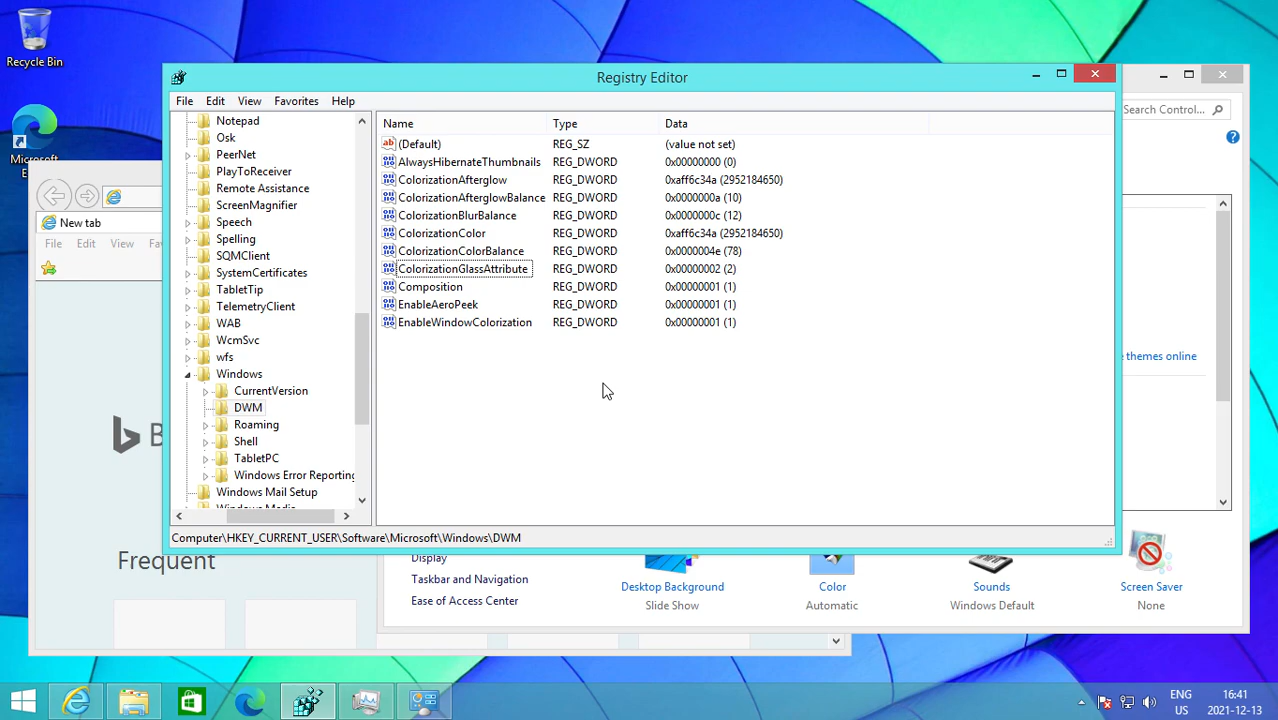 Recycle Bin
Microsoft
E
Registry Editor
File Edit View Favorites Help
Notepad
Osk
PeerNet
PlayToReceiver
Remote Assistance
ScreenMagnifier
Speech
Spelling
SQMClient
SystemCertificates
TabletTip
TelemetryClient
WAB
WcmSvc
wfs
Windows
CurrentVersion
DWM
Roaming
Shell
TabletPC
Windows Error Reporting
Windows Mail Setup
Windows Media
Name Type Data
(Default) REG_SZ (value not set)
AlwaysHibernateThumbnails REG_DWORD 0x00000000 (0)
ColorizationAfterglow REG_DWORD 0xaff6c34a (2952184650)
ColorizationAfterglowBalance REG_DWORD 0x0000000a (10)
ColorizationBlurBalance REG_DWORD 0x0000000c (12)
ColorizationColor REG_DWORD 0xaff6c34a (2952184650)
ColorizationColorBalance REG_DWORD 0x0000004e (78)
ColorizationGlassAttribute REG_DWORD 0x00000002 (2)
Composition REG_DWORD 0x00000001 (1)
EnableAeroPeek REG_DWORD 0x00000001 (1)
EnableWindowColorization REG_DWORD 0x00000001 (1)
Computer\HKEY_CURRENT_USER\Software\Microsoft\Windows\DWM
New tab
File Edit View Fav
B
Frequent
Search Control...
e themes online
Display
Taskbar and Navigation
Ease of Access Center
Desktop Background
Slide Show
Color
Automatic
Sounds
Windows Default
Screen Saver
None
ENG
US
16:41
2021-12-13